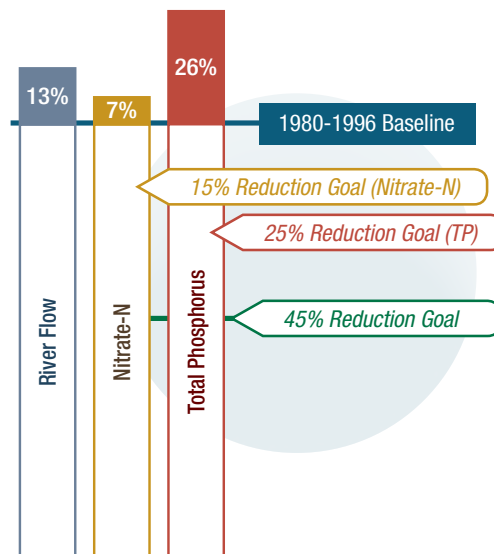 26%
13%
7%
1980-1996 Baseline
15% Reduction Goal (Nitrate-N)
25% Reduction Goal (TP)
45% Reduction Goal
River Flow
Nitrate-N
Total Phosphorus